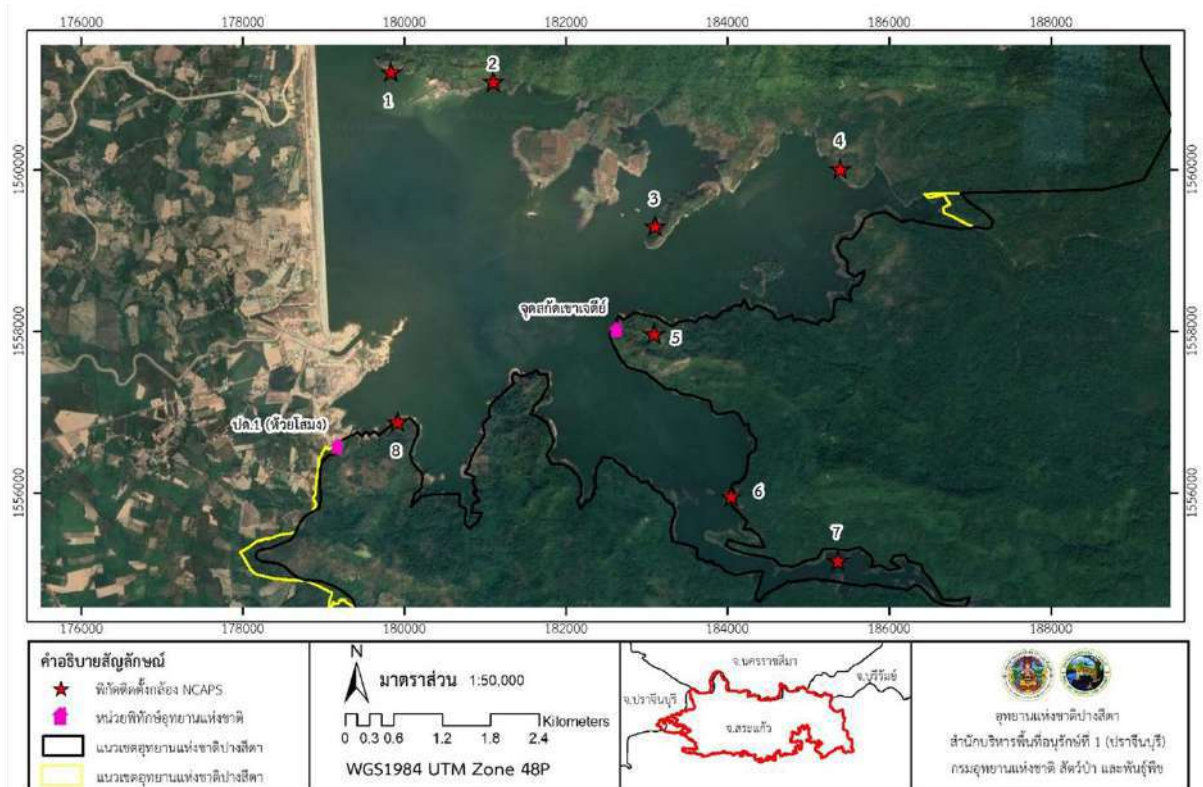 176000 178000 180000 182000 184000 186000 188000
1 2
3 4
1560000 1560000
จุดสกัดเขาเจดีย์
5
1558000 1558000
ปด.1 (ห้วยโสมง)
8
6
1556000 1556000
7
176000 178000 180000 182000 184000 186000 188000
คำอธิบายสัญลักษณ์
พิกัดติดตั้งกล้อง NCAPS
หน่วยพิทักษ์อุทยานแห่งชาติ
แนวเขตอุทยานแห่งชาติปางสีดา
แนวเขตอุทยานแห่งชาติปางสีดา
N
มาตราส่วน 1:50,000
Kilometers
0 0.3 0.6 1.2 1.8 2.4
WGS1984 UTM Zone 48P
จ.นครราชสีมา
จ.บุรีรัมย์
จ.ปราจีนบุรี
จ.สระแก้ว
อุทยานแห่งชาติปางสีดา
สำนักบริหารพื้นที่อนุรักษ์ที่ 1 (ปราจีนบุรี)
กรมอุทยานแห่งชาติ สัตว์ป่า และพันธุ์พืช